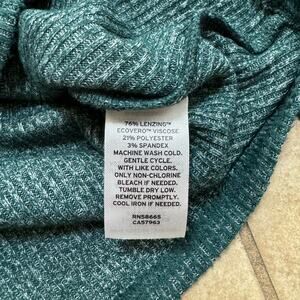 76% LENZING™
ECOVERO™ VISCOSE
21% POLYESTER
3% SPANDEX
MACHINE WASH COLD.
GENTLE CYCLE.
WITH LIKE COLORS.
ONLY NON-CHLORINE
BLEACH IF NEEDED.
TUMBLE DRY LOW.
REMOVE PROMPTLY.
COOL IRON IF NEEDED.
RN58665
CA57963